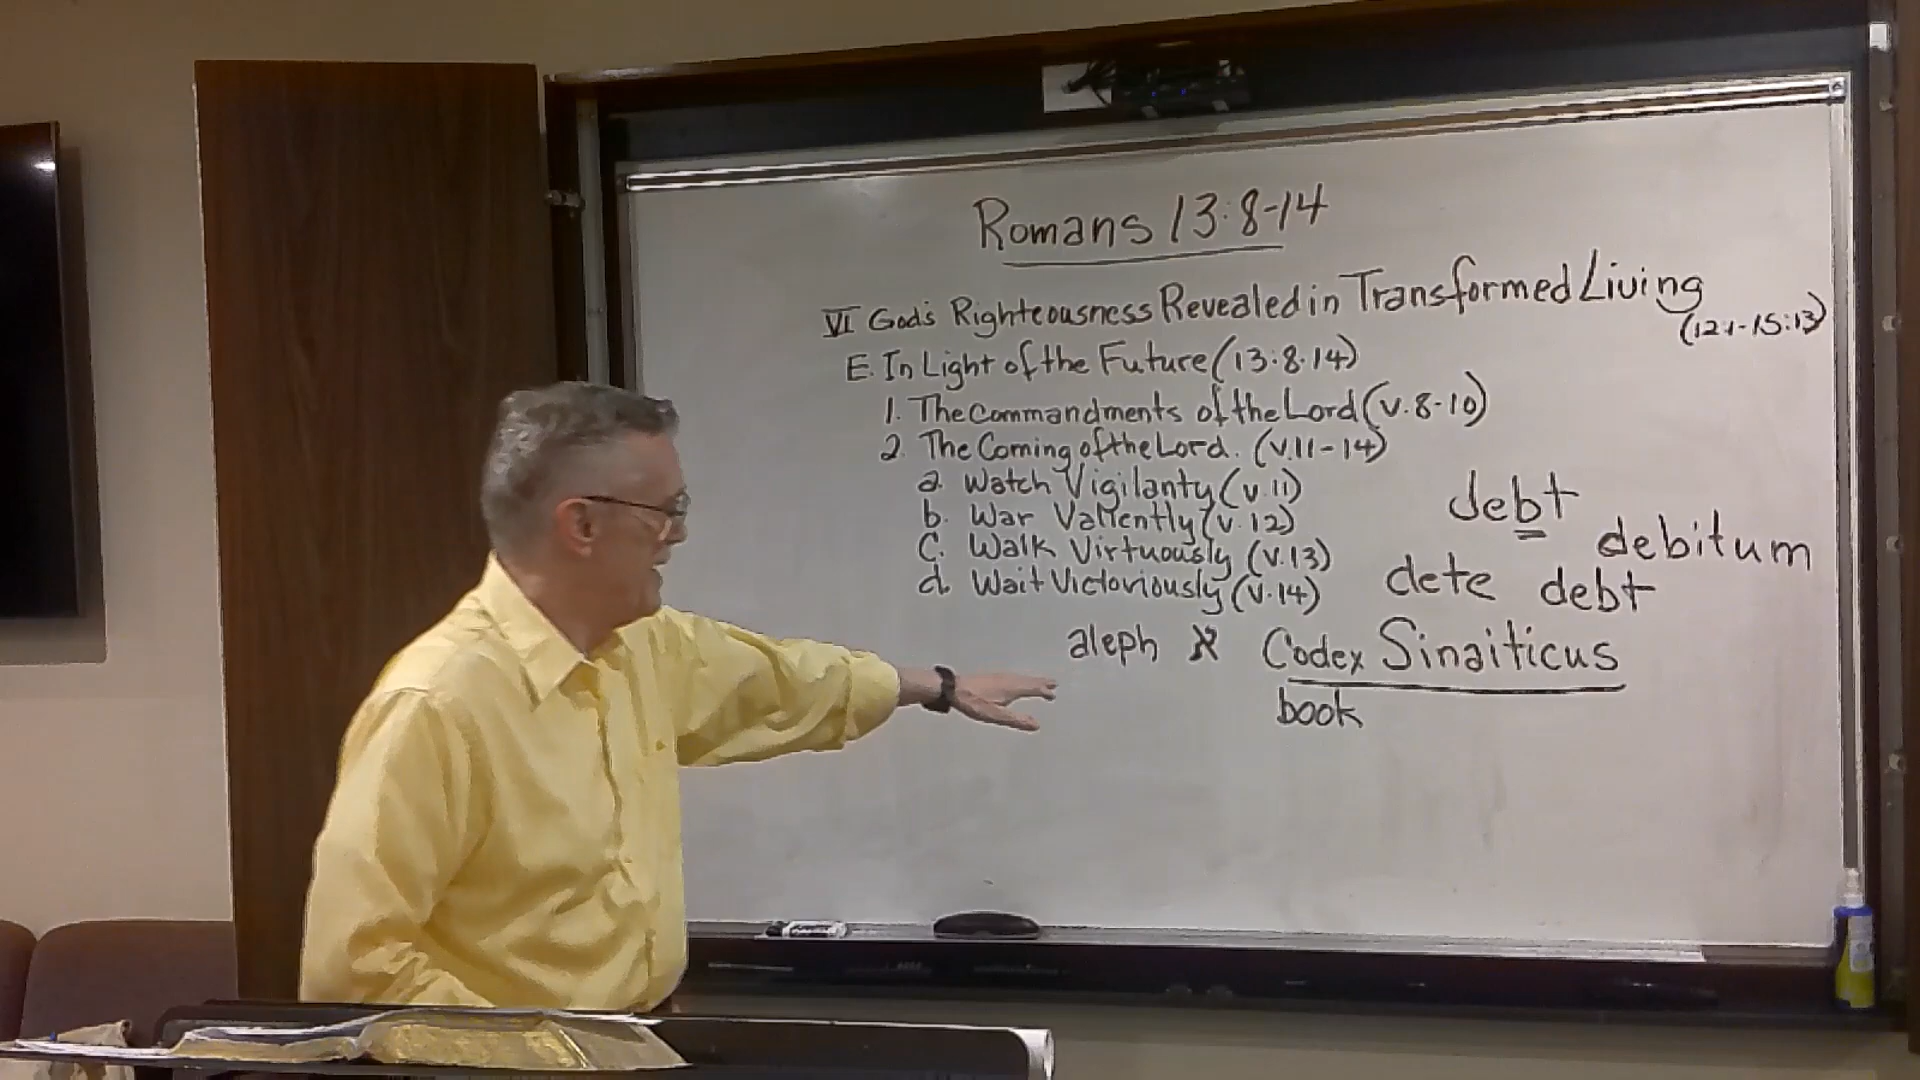 Romans 13:8-14
VI God's Righteousness Revealed in Transformed Living
(12:1-15:13)
E. In Light of the Future (13:8-14)
1. The Commandments of the Lord (v.8-10)
2. The Coming of the Lord. (v.11-14)
a. Watch Vigilanty (v.11)
b. War Valiently (v.12)
c. Walk Virtuously (v.13)
d. Wait Victoriously (v.14)
debt
debitum
dete debt
aleph א Codex Sinaiticus
book